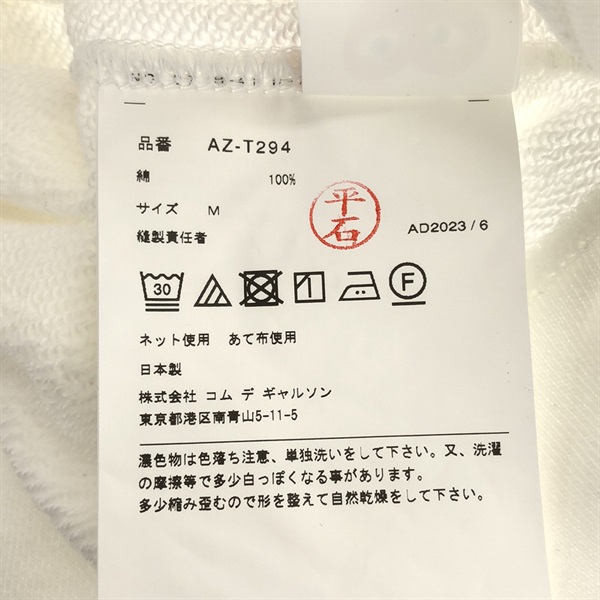 品番 AZ-T294
綿 100%
サイズ M
平石
縫製責任者
AD2023/6
30
F
ネット使用 あて布使用
日本製
株式会社 コム デ ギャルソン
東京都港区南青山5-11-5
濃色物は色落ち注意、単独洗いをして下さい。又、洗濯
の摩擦等で多少白っぽくなる事があります。
多少縮み歪むので形を整えて自然乾燥をして下さい。